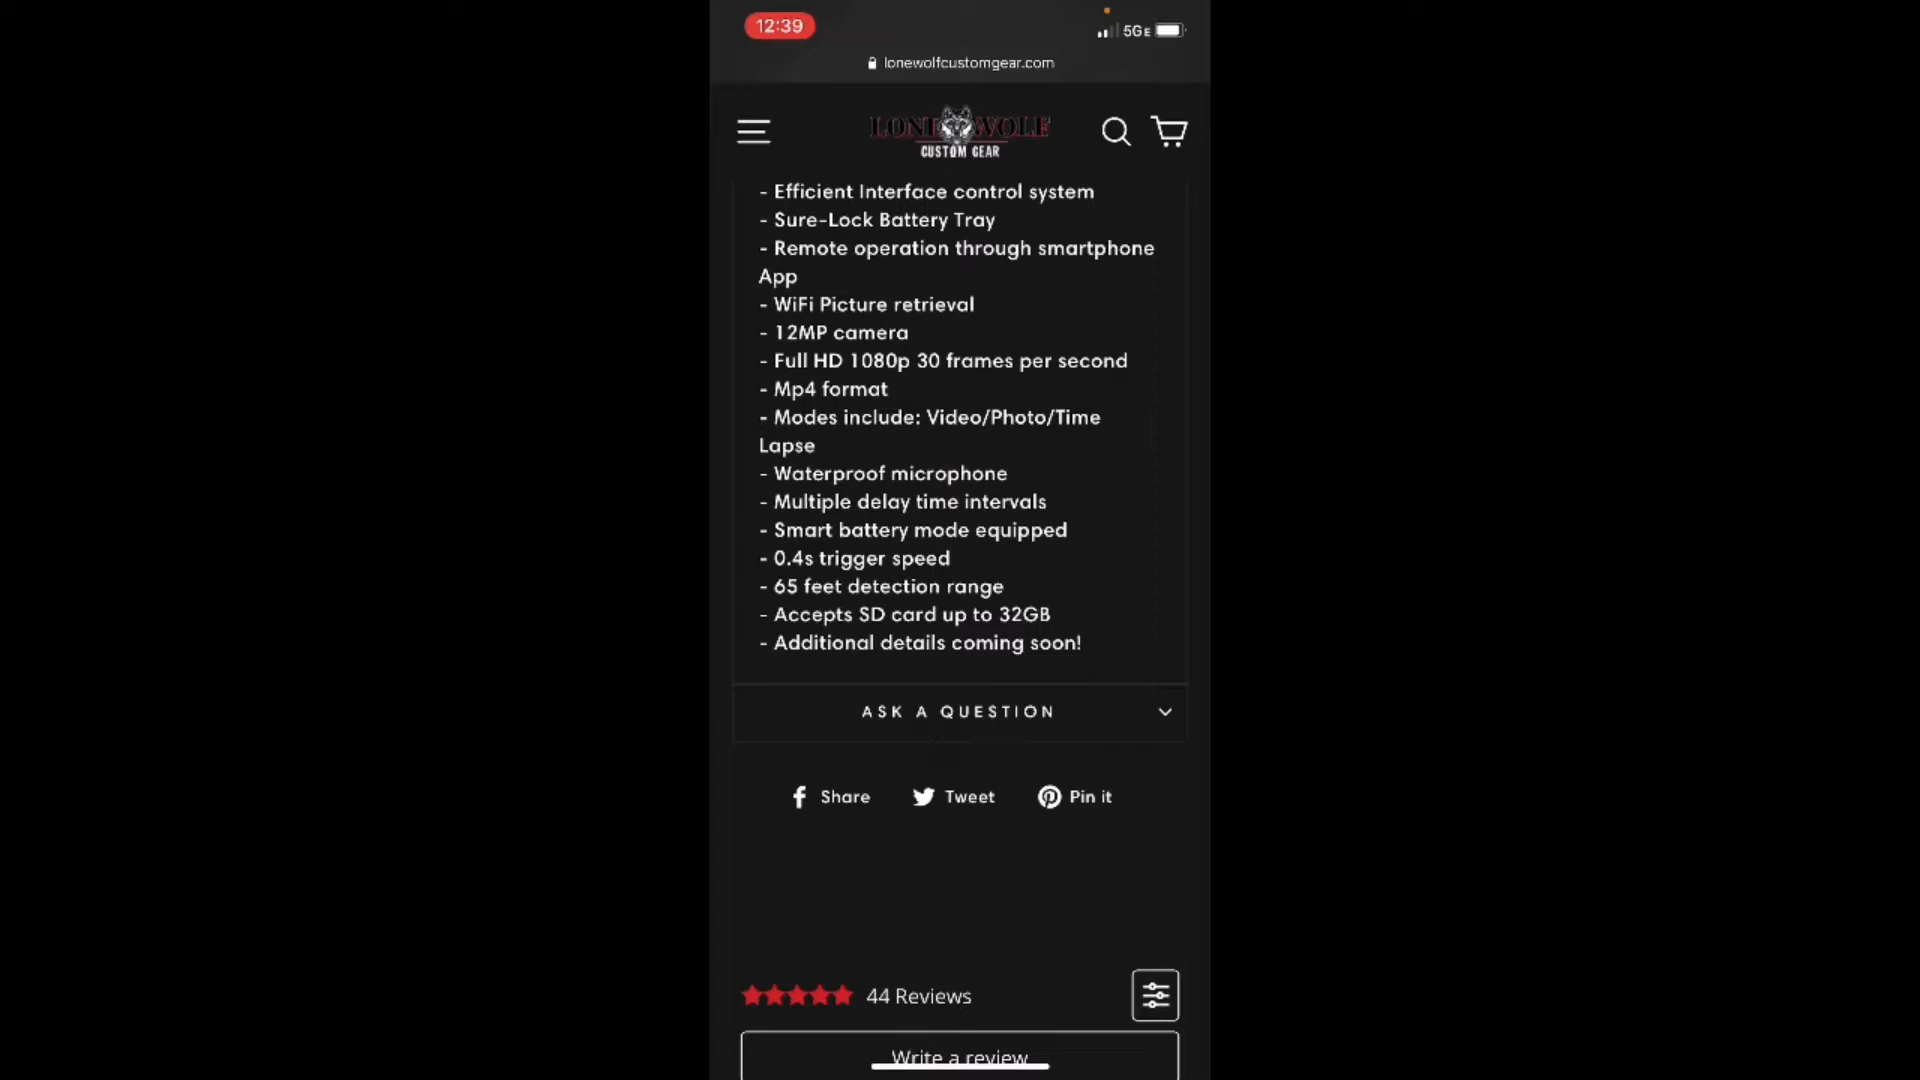 12:39
5GE
lonewolfcustomgear.com
LONE WOLF
CUSTOM GEAR
- Efficient Interface control system
- Sure-Lock Battery Tray
- Remote operation through smartphone
App
- WiFi Picture retrieval
- 12MP camera
- Full HD 1080p 30 frames per second
- Mp4 format
- Modes include: Video/Photo/Time
Lapse
- Waterproof microphone
- Multiple delay time intervals
- Smart battery mode equipped
- 0.4s trigger speed
- 65 feet detection range
- Accepts SD card up to 32GB
- Additional details coming soon!
ASK A QUESTION
Share Tweet Pin it
44 Reviews
Write a review